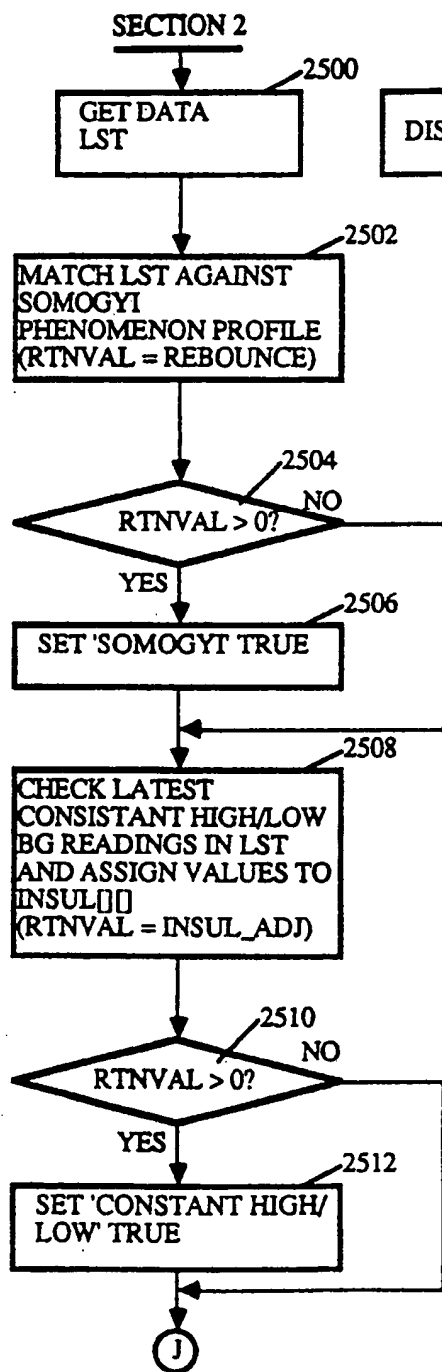 SECTION 2
2500
GET DATA
LST
DIS
2502
MATCH LST AGAINST
SOMOGYI
PHENOMENON PROFILE
(RTNVAL = REBOUNCE)
2504
NO
RTNVAL > 0?
YES
2506
SET 'SOMOGYI' TRUE
2508
CHECK LATEST
CONSISTANT HIGH/LOW
BG READINGS IN LST
AND ASSIGN VALUES TO
INSUL[][]
(RTNVAL = INSUL_ADJ)
2510
NO
RTNVAL > 0?
YES
2512
SET 'CONSTANT HIGH/
LOW' TRUE
J